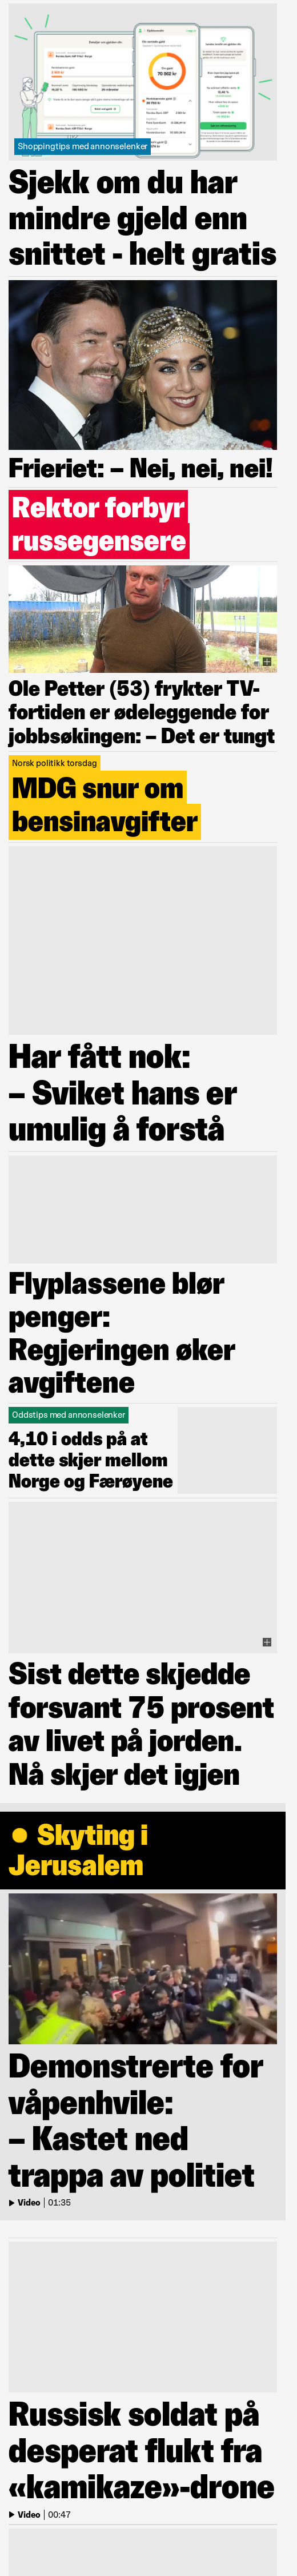 Shoppingtips med annonselenker
Sjekk om du har
mindre gjeld enn
snittet - helt gratis
Frieriet: – Nei, nei, nei!
Rektor forbyr
russegensere
Ole Petter (53) frykter TV-
fortiden er ødeleggende for
jobbsøkingen: – Det er tungt
Norsk politikk torsdag
MDG snur om
bensinavgifter
Har fått nok:
– Sviket hans er
umulig å forstå
Flyplassene blør
penger:
Regjeringen øker
avgiftene
Oddstips med annonselenker
4,10 i odds på at
dette skjer mellom
Norge og Færøyene
Sist dette skjedde
forsvant 75 prosent
av livet på jorden.
Nå skjer det igjen
● Skyting i
Jerusalem
Demonstrerte for
våpenhvile:
– Kastet ned
trappa av politiet
Video | 01:35
Russisk soldat på
desperat flukt fra
«kamikaze»-drone
Video | 00:47